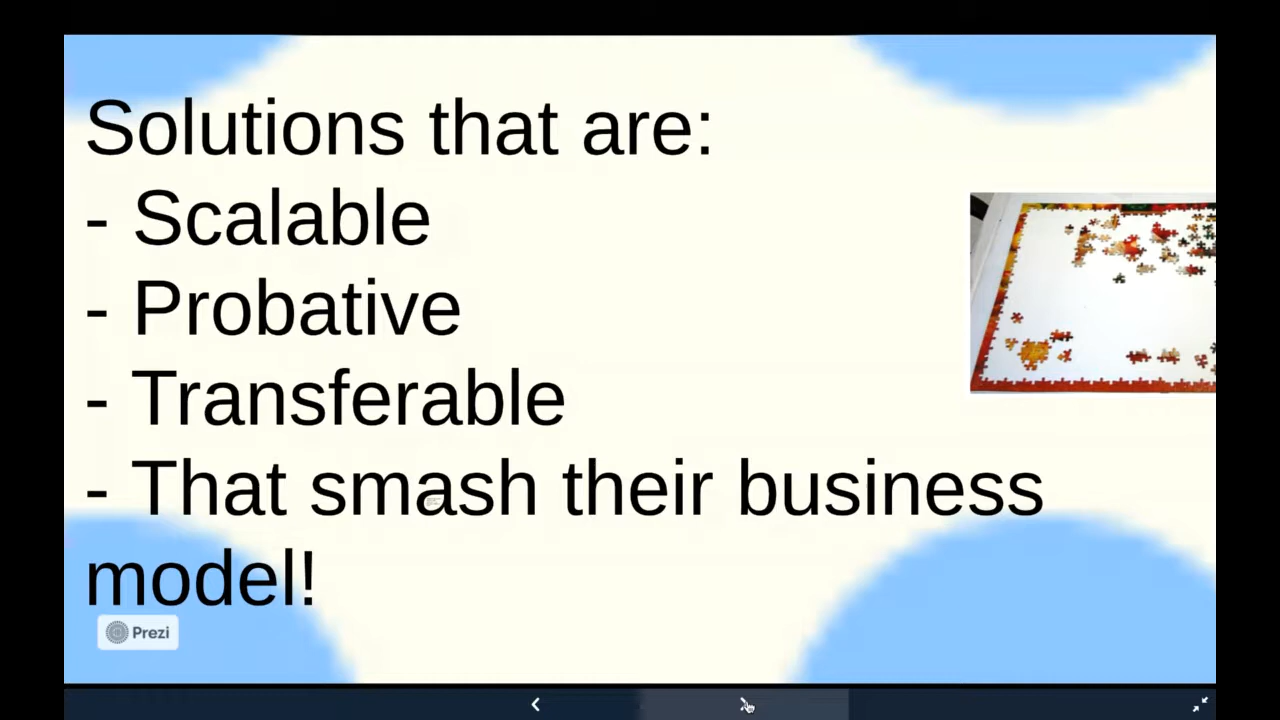 Solutions that are:
- Scalable
- Probative
- Transferable
- That smash their business
model!
Prezi